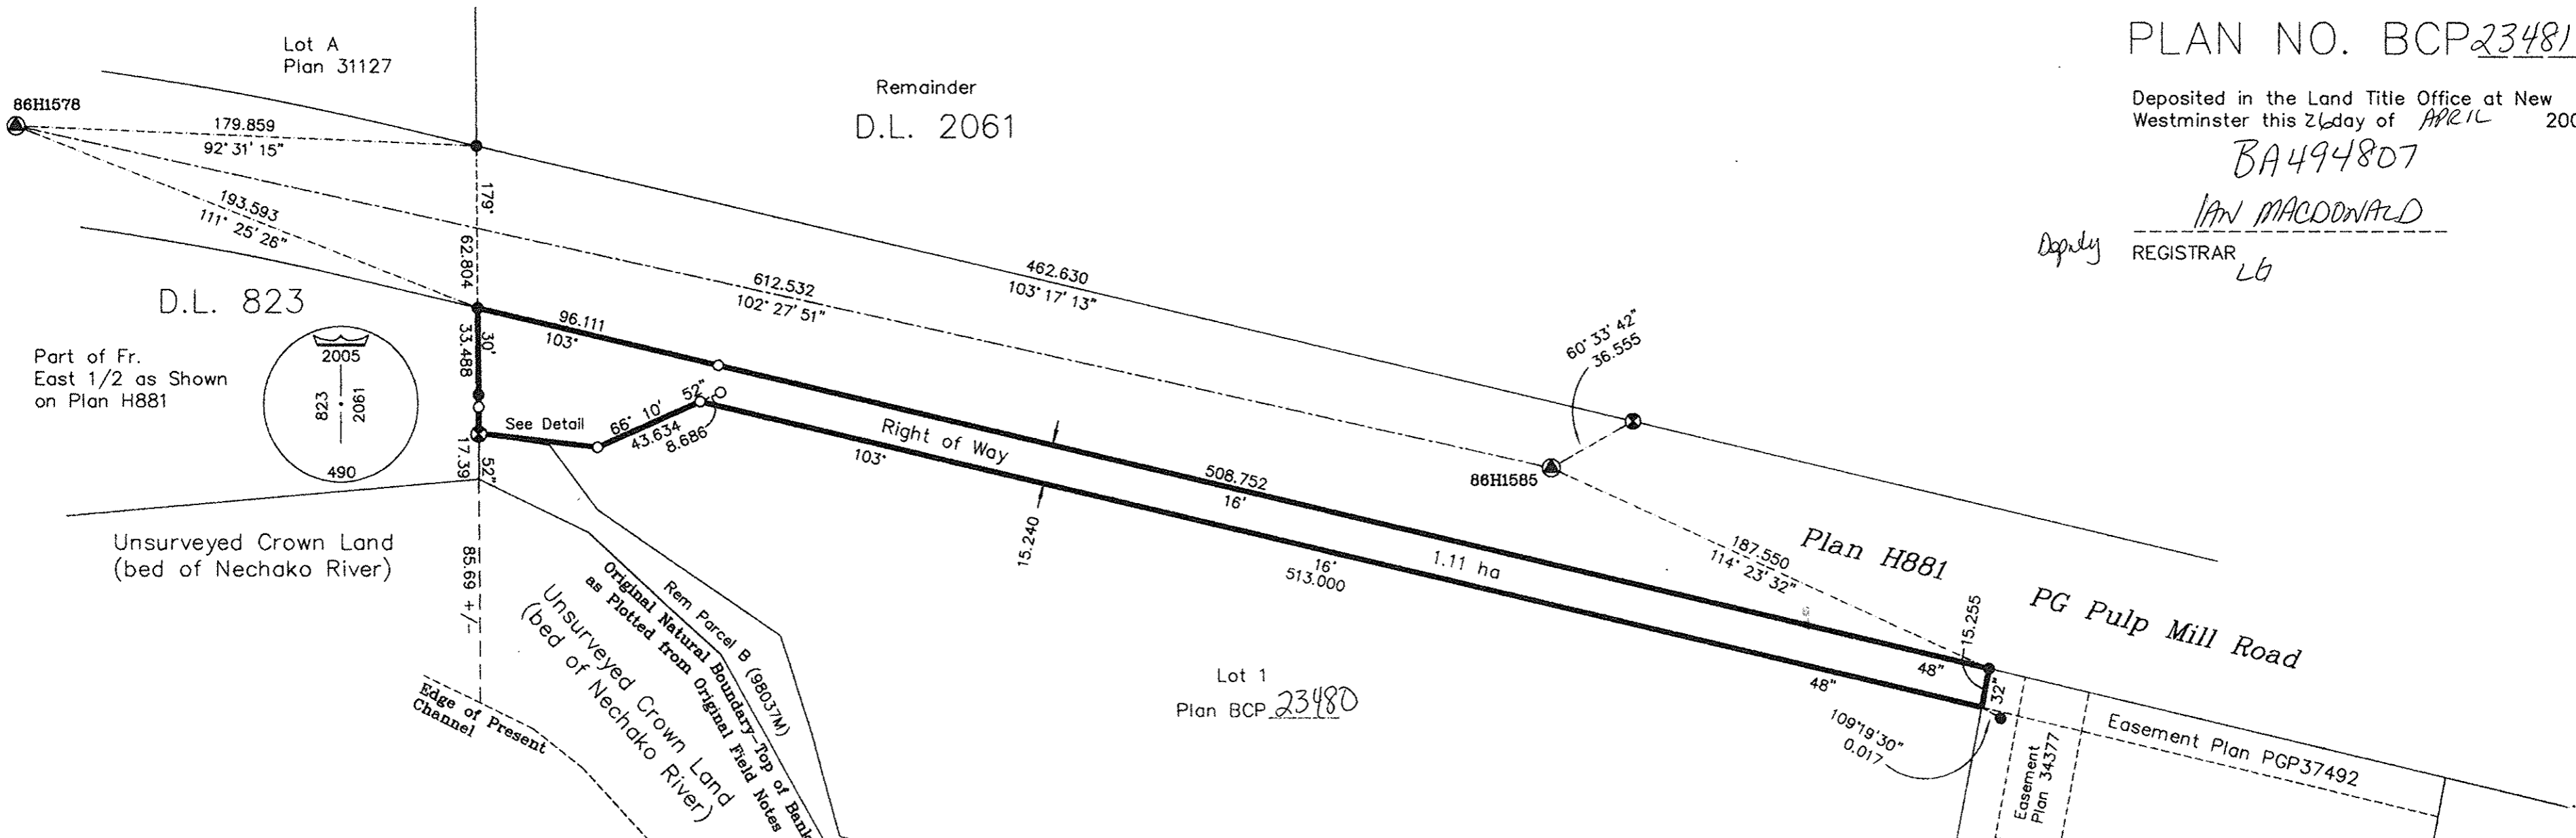 PLAN NO. BCP23481
Deposited in the Land Title Office at New
Westminster this 26 day of APRIL 200
BA494807
IAN MACDONALD
Deputy REGISTRAR
LG
Lot A
Plan 31127
Remainder
D.L. 2061
86H1578
179.859
92° 31' 15"
193.593
111° 25' 26"
179°
62.804
30'
33.488
52"
17.39
85.69 +/-
612.532
102° 27' 51"
462.630
103° 17' 13"
60° 33' 42"
36.555
D.L. 823
Part of Fr.
East 1/2 as Shown
on Plan H881
2005
823
2061
490
96.111
103°
See Detail
66° 10' 52"
43.634
8.686
Right of Way
103°
508.752
16'
15.240
16'
513.000
1.11 ha
86H1585
187.550
114° 23' 32"
Plan H881
PG Pulp Mill Road
15.255
48"
48"
32"
109°19'30"
0.017
Unsurveyed Crown Land
(bed of Nechako River)
Rem Parcel B (98037M)
Original Natural Boundary-Top of Bank
as Plotted from Original Field Notes
Unsurveyed Crown Land
(bed of Nechako River)
Edge of Present
Channel
Lot 1
Plan BCP 23480
Easement
Plan 34377
Easement Plan PGP37492